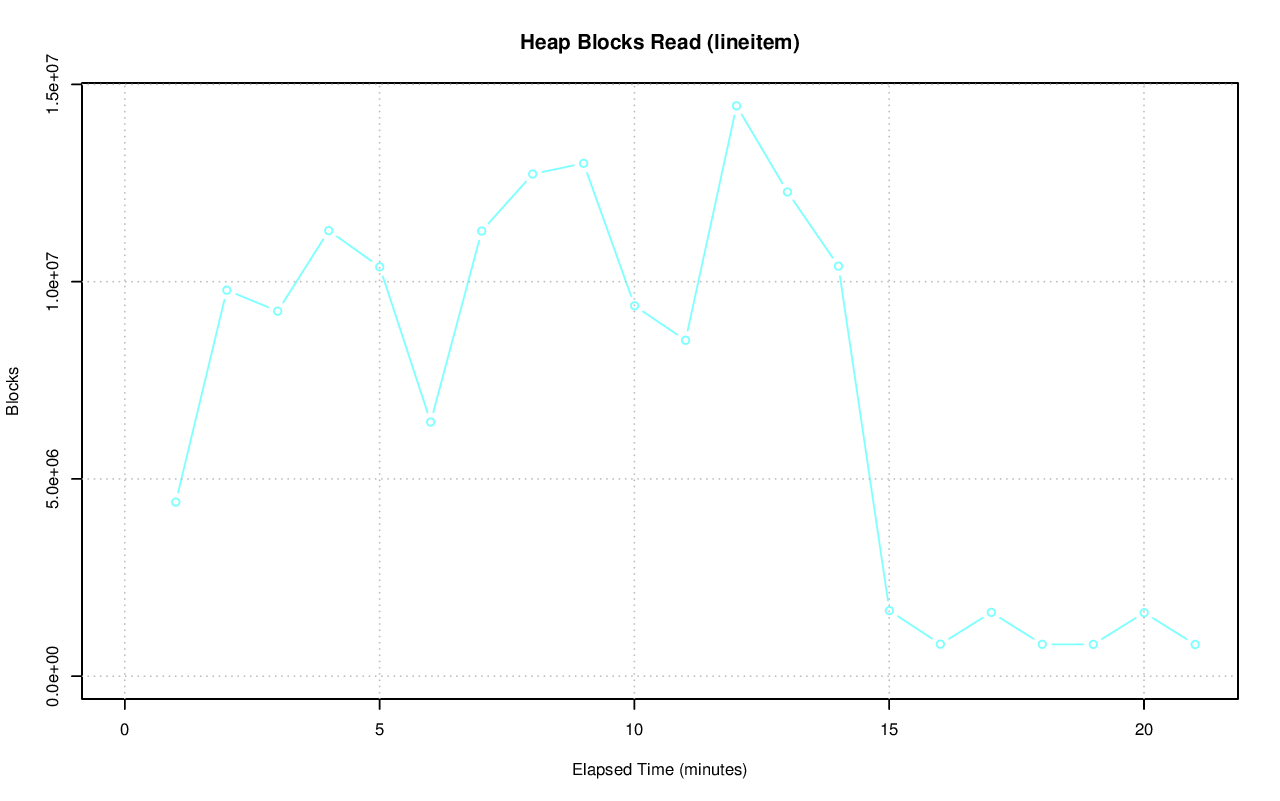 Heap Blocks Read (lineitem)
1.5e+07
1.0e+07
5.0e+06
0.0e+00
Blocks
0 5 10 15 20
Elapsed Time (minutes)